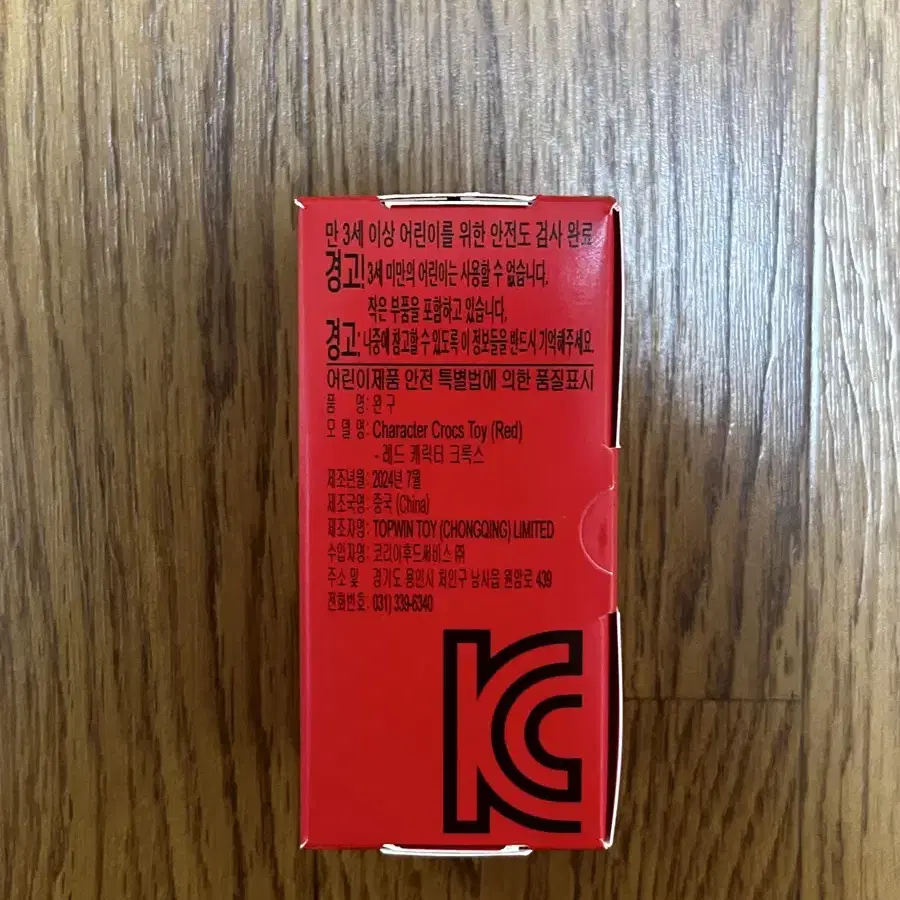 만 3세 이상 어린이를 위한 안전도 검사 완료
경고! 3세 미만의 어린이는 사용할 수 없습니다.
작은 부품을 포함하고 있습니다.
경고: 나중에 참고할 수 있도록 이 정보들을 반드시 기억해주세요.
어린이제품 안전 특별법에 의한 품질표시
품 명: 완구
모 델 명: Character Crocs Toy (Red)
- 레드 캐릭터 크록스
제조년월: 2024년 7월
제조국명: 중국 (China)
제조자명: TOPWIN TOY (CHONGQING) LIMITED
수입자명: 코리아후드써비스 ㈜
주소 및 경기도 용인시 처인구 남사읍 원암로 439
전화번호: 031) 339-6340
KC